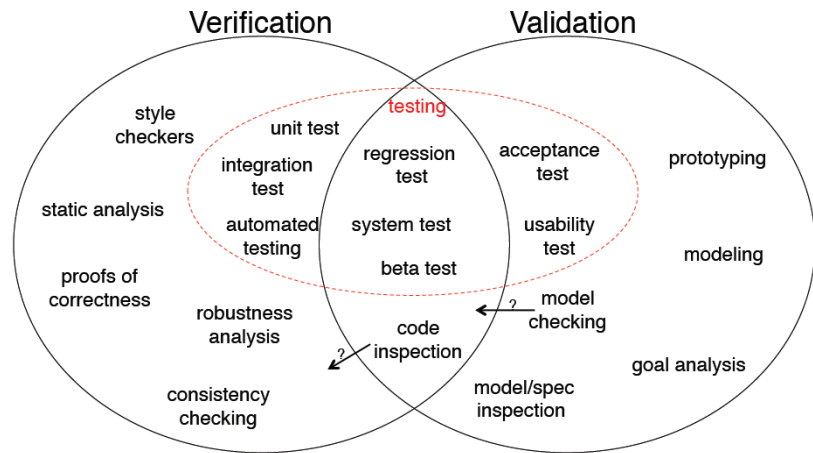 Verification
Validation
testing
style
checkers
unit test
regression
test
acceptance
test
prototyping
integration
test
static analysis
automated
testing
system test
usability
test
beta test
modeling
proofs of
correctness
robustness
analysis
?
model
checking
code
inspection
?
goal analysis
consistency
checking
model/spec
inspection